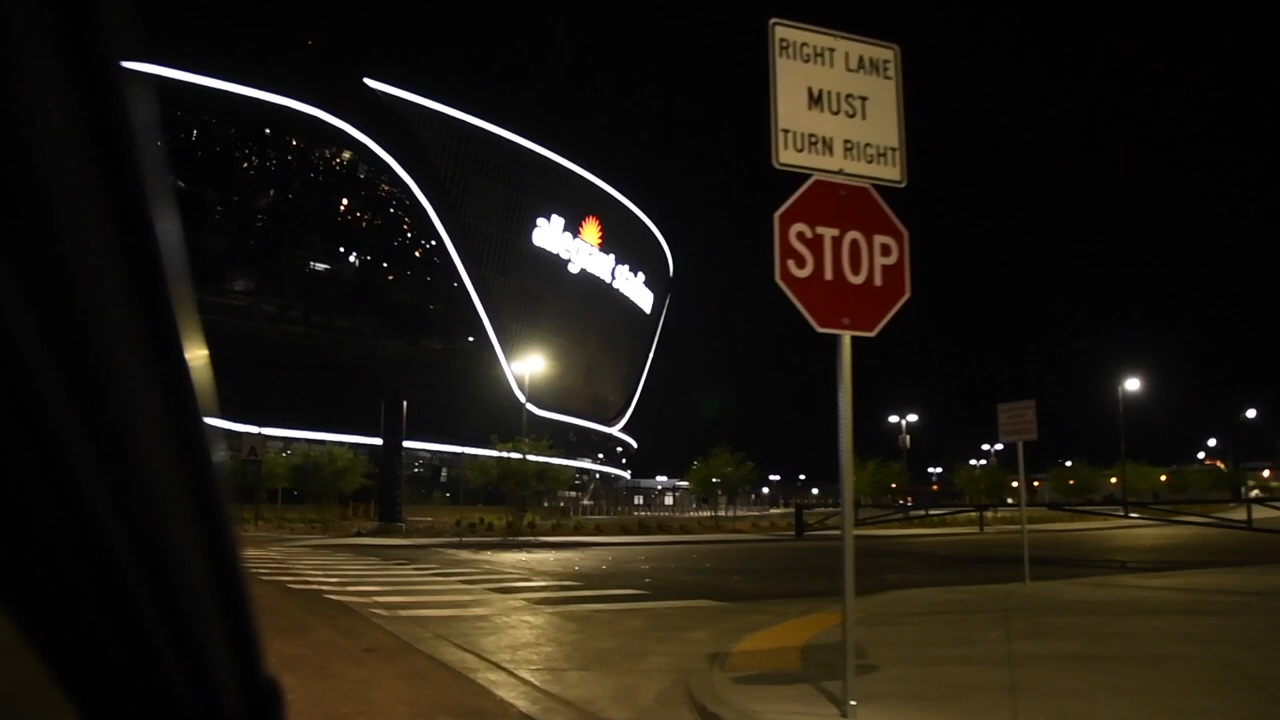 RIGHT LANE
MUST
TURN RIGHT
STOP
allegiant stadium
A